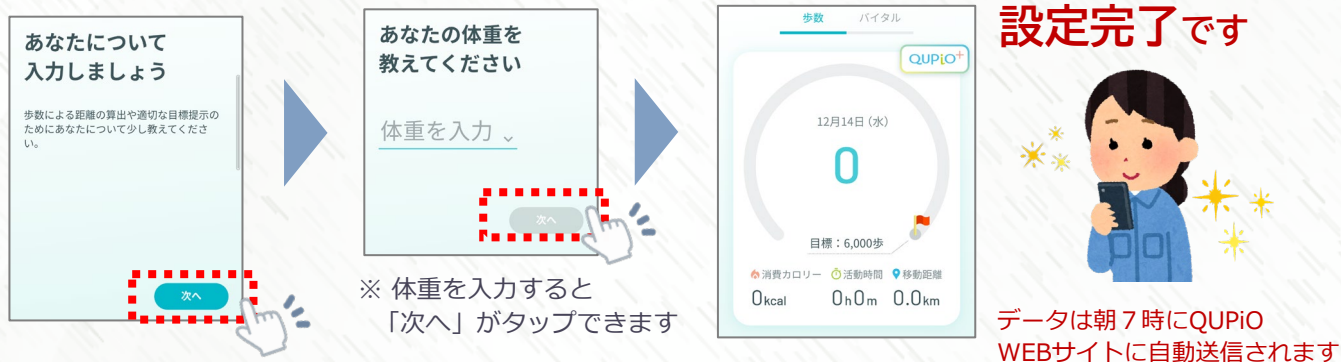 あなたについて
入力しましょう
歩数による距離の算出や適切な目標提示の
ためにあなたについて少し教えてくださ
い。
次へ
あなたの体重を
教えてください
体重を入力
次へ
※ 体重を入力すると
「次へ」がタップできます
歩数 バイタル
QUPiO+
12月14日（水）
0
目標：6,000歩
消費カロリー 活動時間 移動距離
0kcal 0h0m 0.0km
設定完了です
データは朝７時にQUPiO
WEBサイトに自動送信されます